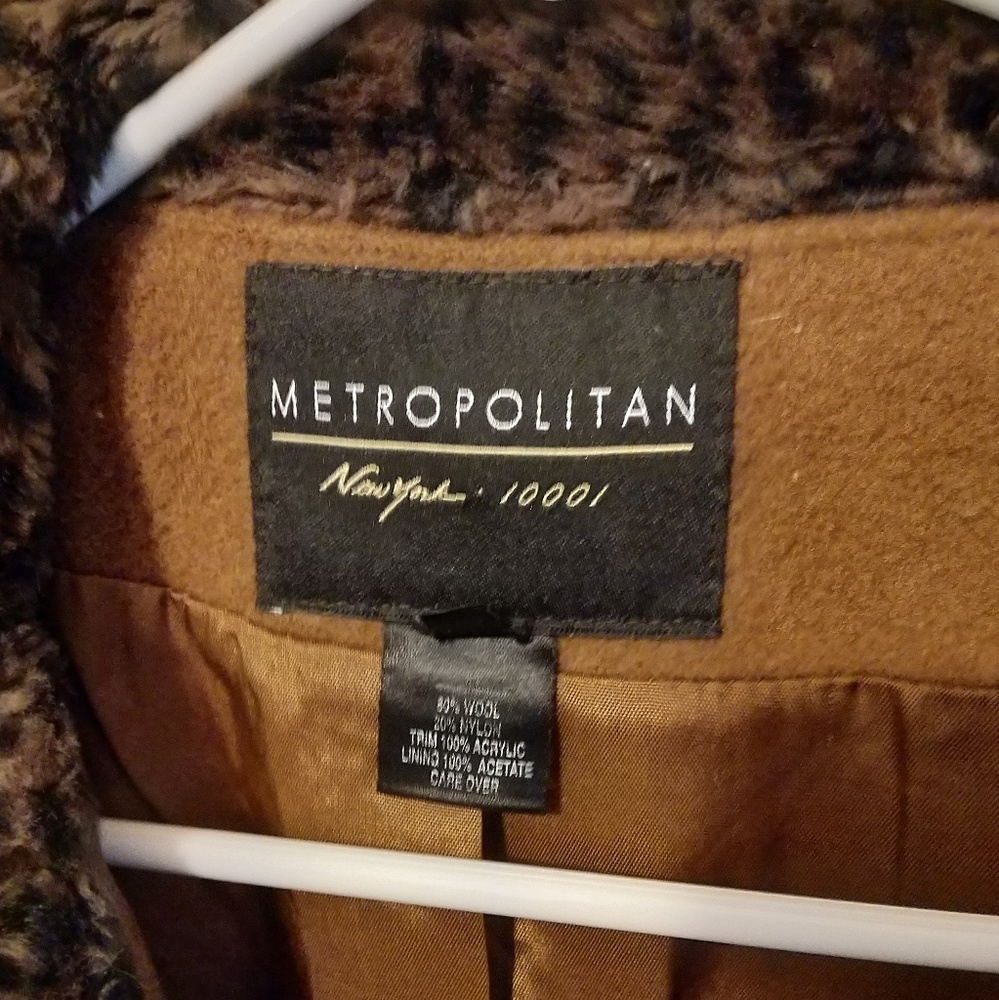 METROPOLITAN
New York · 10001
80% WOOL
20% NYLON
TRIM 100% ACRYLIC
LINING 100% ACETATE
CARE OVER